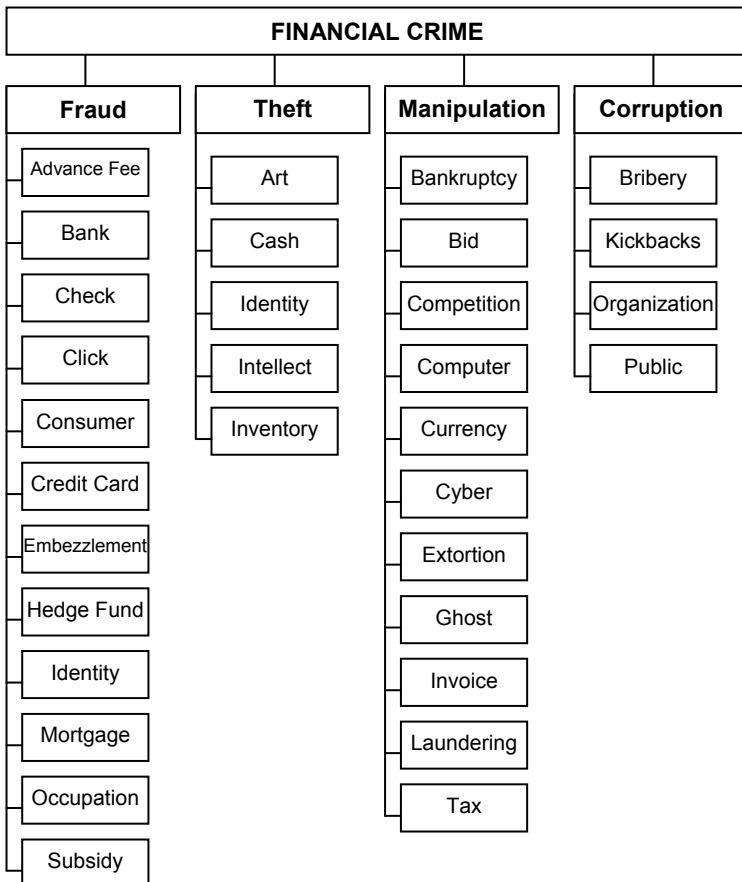 FINANCIAL CRIME
Fraud
Advance Fee
Bank
Check
Click
Consumer
Credit Card
Embezzlement
Hedge Fund
Identity
Mortgage
Occupation
Subsidy
Theft
Art
Cash
Identity
Intellect
Inventory
Manipulation
Bankruptcy
Bid
Competition
Computer
Currency
Cyber
Extortion
Ghost
Invoice
Laundering
Tax
Corruption
Bribery
Kickbacks
Organization
Public